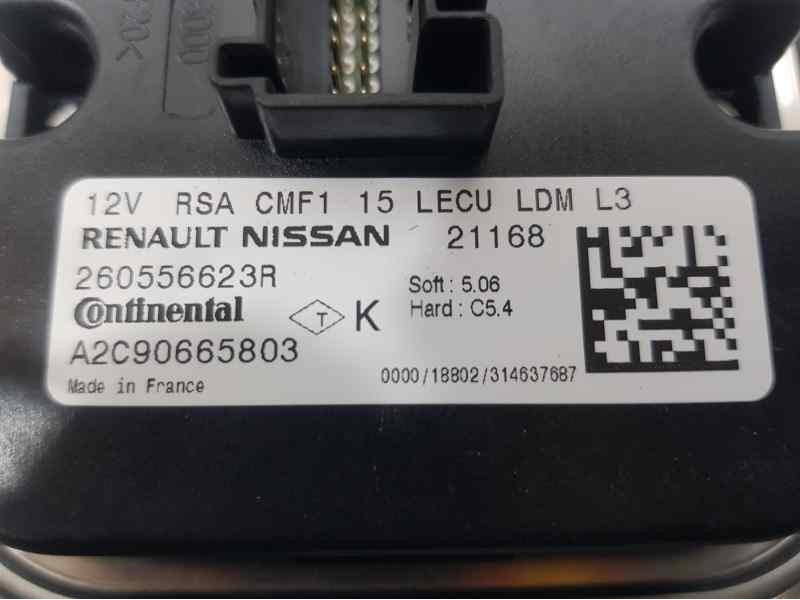 12V RSA CMF1 15 LECU LDM L3
RENAULT NISSAN 21168
260556623R
Soft : 5.06
Continental T K Hard : C5.4
A2C90665803
Made in France
0000/18802/314637687